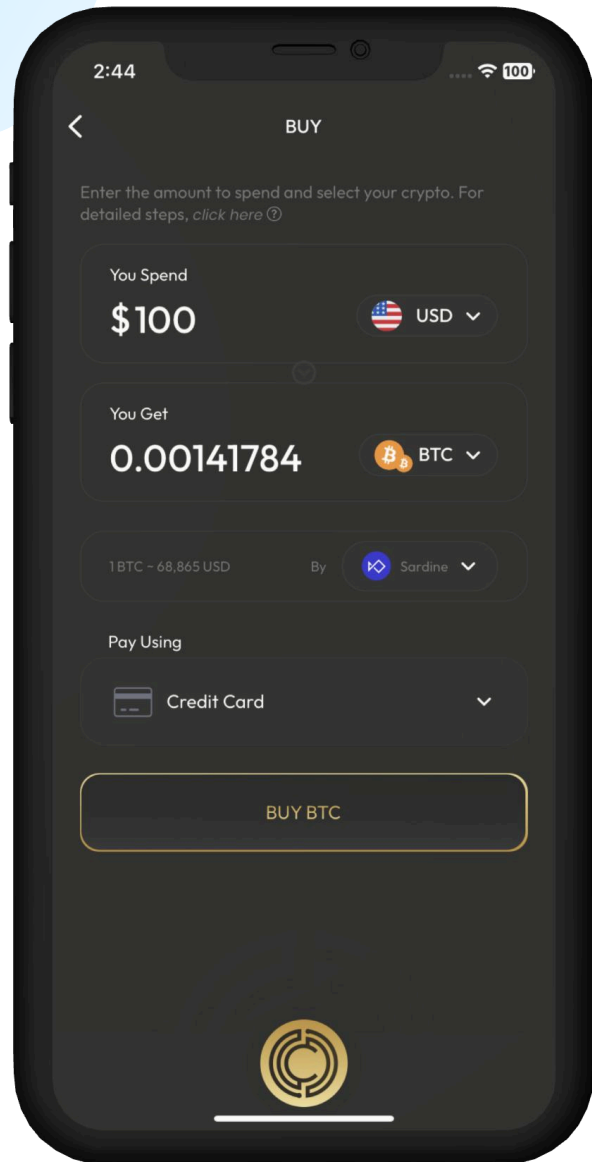 2:44
100
BUY
Enter the amount to spend and select your crypto. For
detailed steps, click here ?
You Spend
$100
USD
You Get
0.00141784
BTC
1 BTC ~ 68,865 USD
By
Sardine
Pay Using
Credit Card
BUY BTC